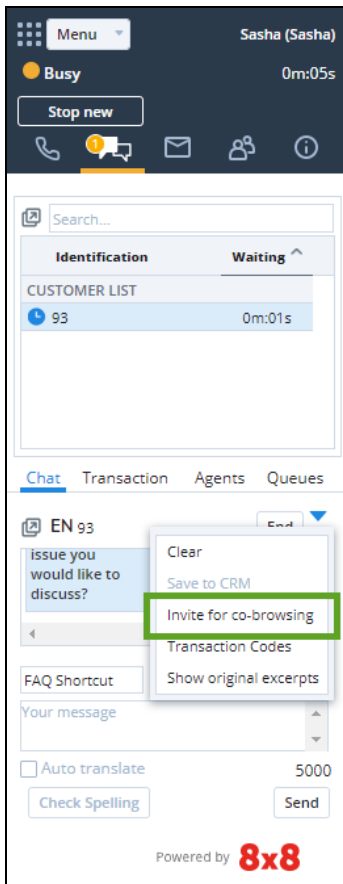 Menu
Sasha (Sasha)
Busy
0m:05s
Stop new
1
Search...
Identification
Waiting
CUSTOMER LIST
93
0m:01s
Chat Transaction Agents Queues
EN 93
End
issue you
would like to
discuss?
Clear
Save to CRM
Invite for co-browsing
Transaction Codes
Show original excerpts
FAQ Shortcut
Your message
Auto translate
5000
Check Spelling
Send
Powered by 8x8